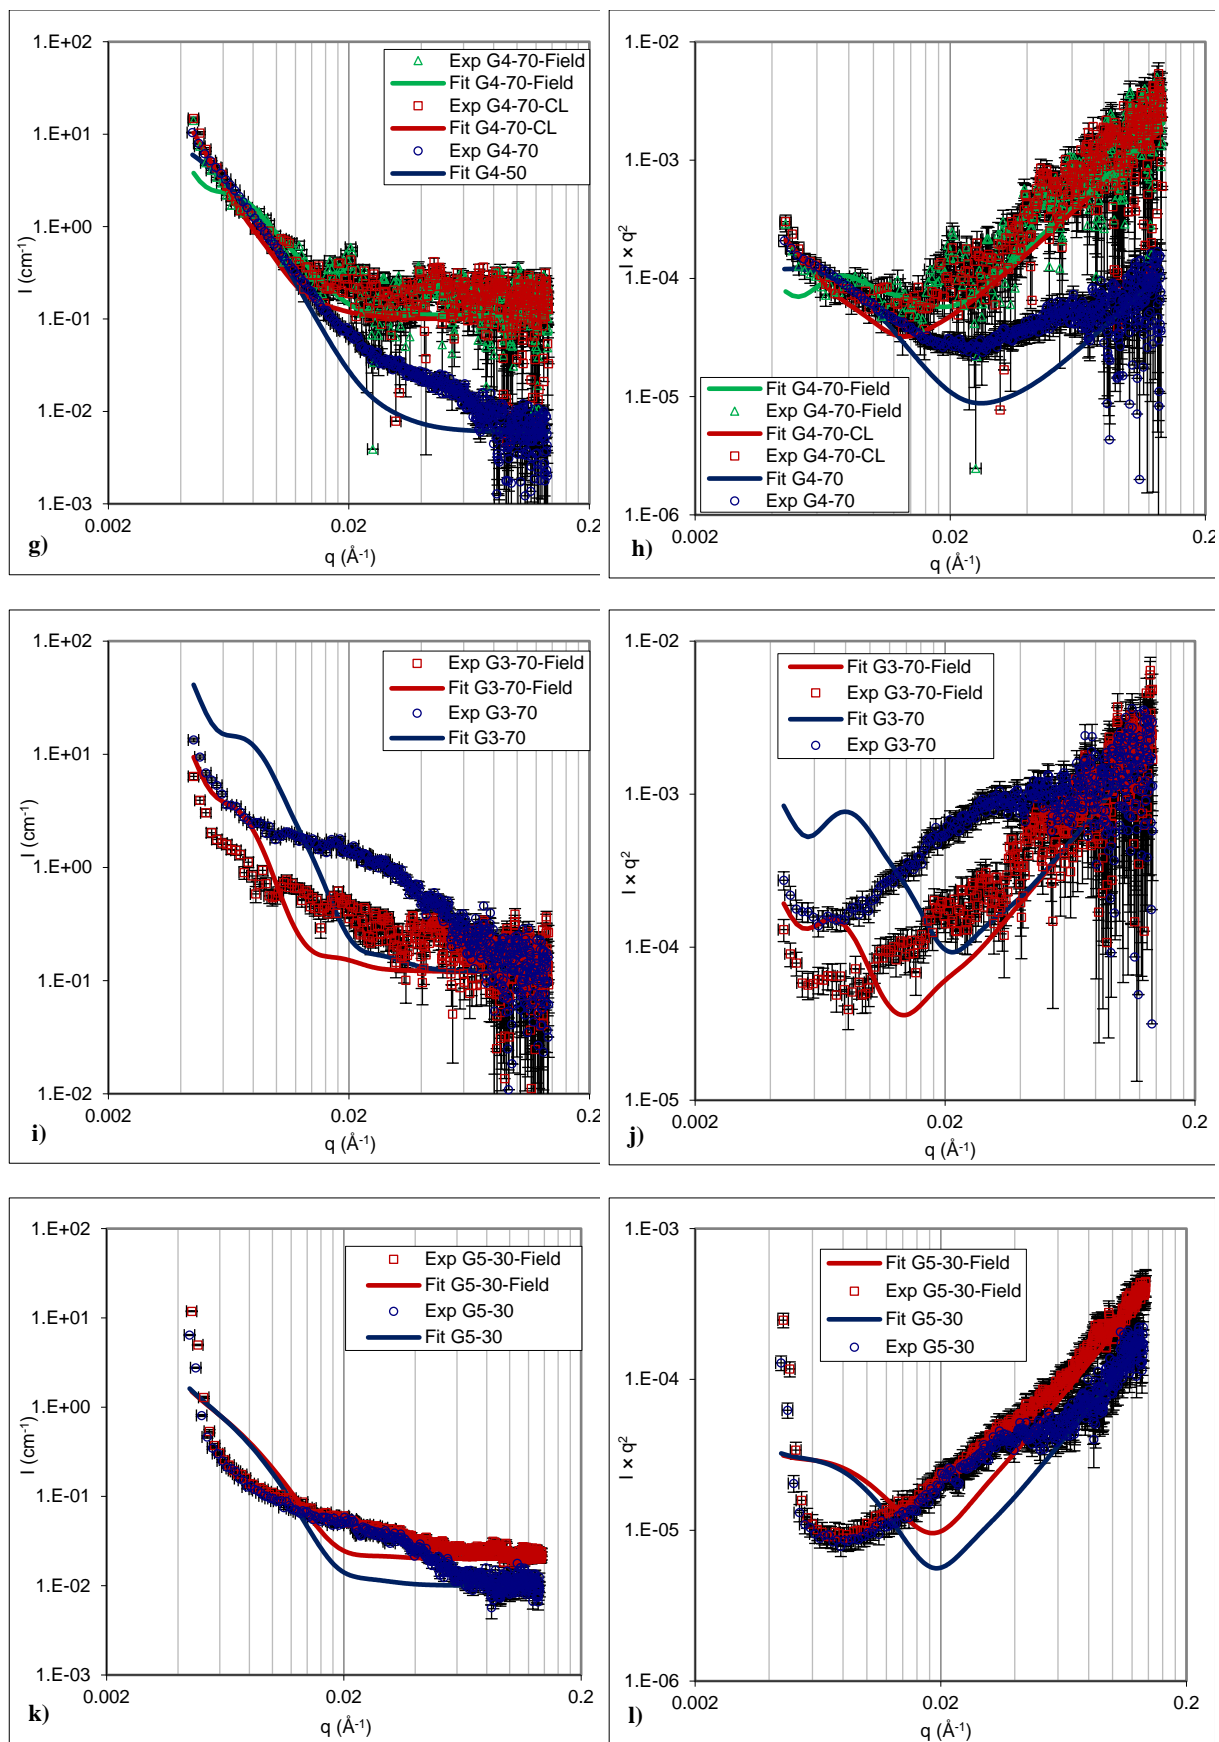 1.E+02
1.E+01
1.E+00
1.E-01
1.E-02
1.E-03
I (cm-1)
Exp G4-70-Field
Fit G4-70-Field
Exp G4-70-CL
Fit G4-70-CL
Exp G4-70
Fit G4-50
0.002
0.02
0.2
q (Å-1)
g)
1.E-02
1.E-03
1.E-04
1.E-05
1.E-06
I × q2
Fit G4-70-Field
Exp G4-70-Field
Fit G4-70-CL
Exp G4-70-CL
Fit G4-70
Exp G4-70
0.002
0.02
0.2
q (Å-1)
h)
1.E+02
1.E+01
1.E+00
1.E-01
1.E-02
I (cm-1)
Exp G3-70-Field
Fit G3-70-Field
Exp G3-70
Fit G3-70
0.002
0.02
0.2
q (Å-1)
i)
1.E-02
1.E-03
1.E-04
1.E-05
I × q2
Fit G3-70-Field
Exp G3-70-Field
Fit G3-70
Exp G3-70
0.002
0.02
0.2
q (Å-1)
j)
1.E+02
1.E+01
1.E+00
1.E-01
1.E-02
1.E-03
I (cm-1)
Exp G5-30-Field
Fit G5-30-Field
Exp G5-30
Fit G5-30
0.002
0.02
0.2
q (Å-1)
k)
1.E-03
1.E-04
1.E-05
1.E-06
I × q2
Fit G5-30-Field
Exp G5-30-Field
Fit G5-30
Exp G5-30
0.002
0.02
0.2
q (Å-1)
l)